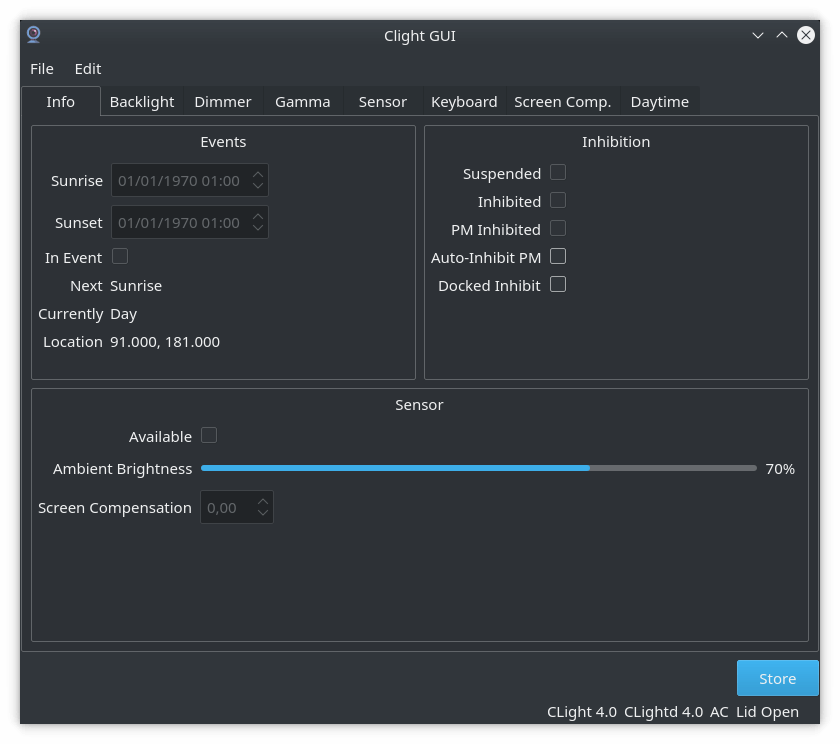 Clight GUI
File Edit
Info Backlight Dimmer Gamma Sensor Keyboard Screen Comp. Daytime
Events
Sunrise 01/01/1970 01:00
Sunset 01/01/1970 01:00
In Event
Next Sunrise
Currently Day
Location 91.000, 181.000
Inhibition
Suspended
Inhibited
PM Inhibited
Auto-Inhibit PM
Docked Inhibit
Sensor
Available
Ambient Brightness 70%
Screen Compensation 0,00
Store
CLight 4.0 CLightd 4.0 AC Lid Open